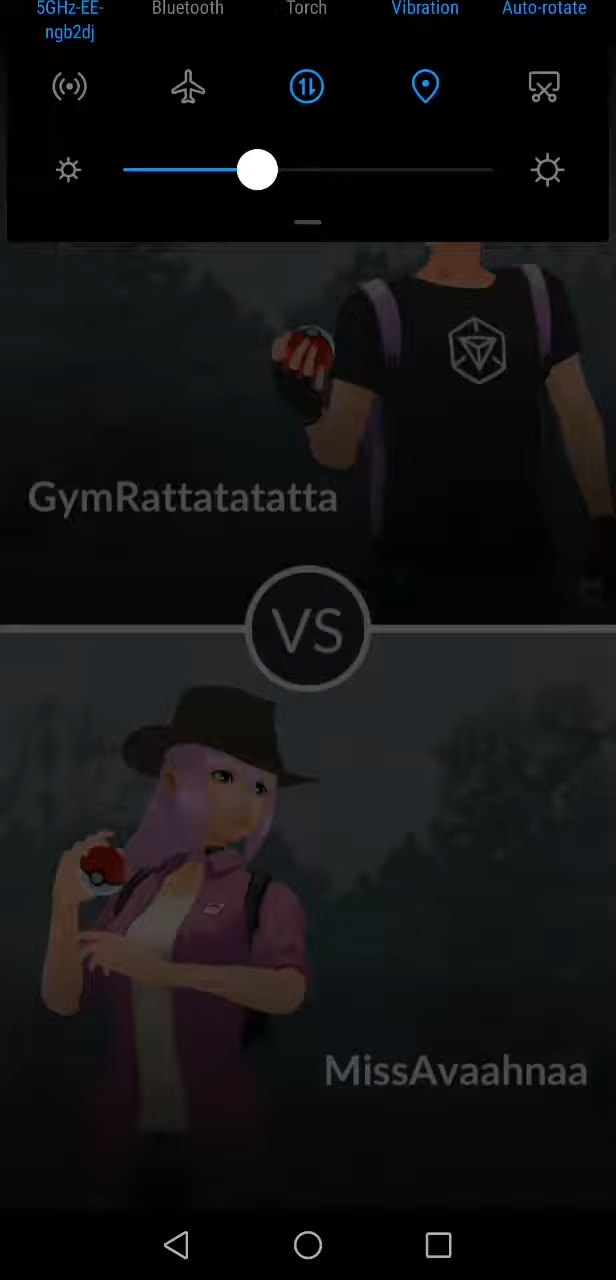 5GHz-EE-
ngb2dj
Bluetooth
Torch
Vibration
Auto-rotate
GymRattatatatta
VS
MissAvaahnaa